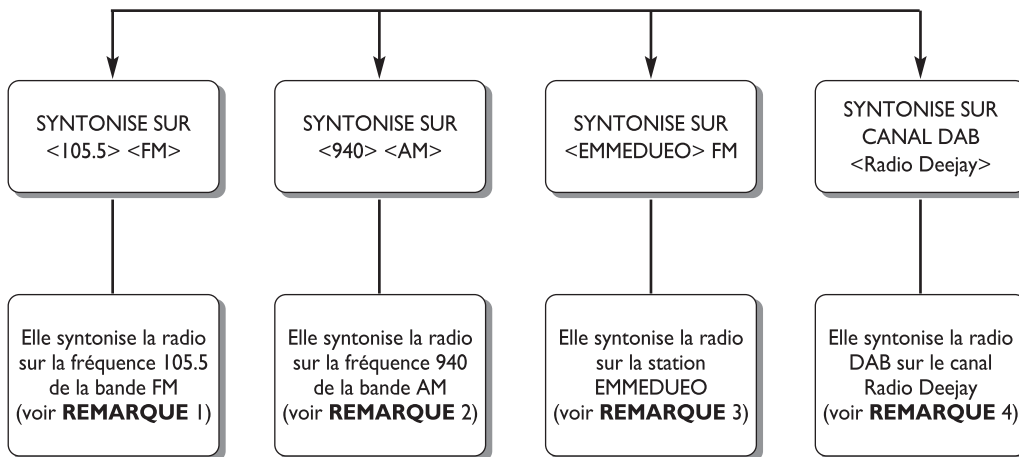 SYNTONISE SUR
<105.5> <FM>
SYNTONISE SUR
<940> <AM>
SYNTONISE SUR
<EMMEDUEO> FM
SYNTONISE SUR
CANAL DAB
<Radio Deejay>
Elle syntonise la radio
sur la fréquence 105.5
de la bande FM
(voir REMARQUE 1)
Elle syntonise la radio
sur la fréquence 940
de la bande AM
(voir REMARQUE 2)
Elle syntonise la radio
sur la station
EMMEDUEO
(voir REMARQUE 3)
Elle syntonise la radio
DAB sur le canal
Radio Deejay
(voir REMARQUE 4)